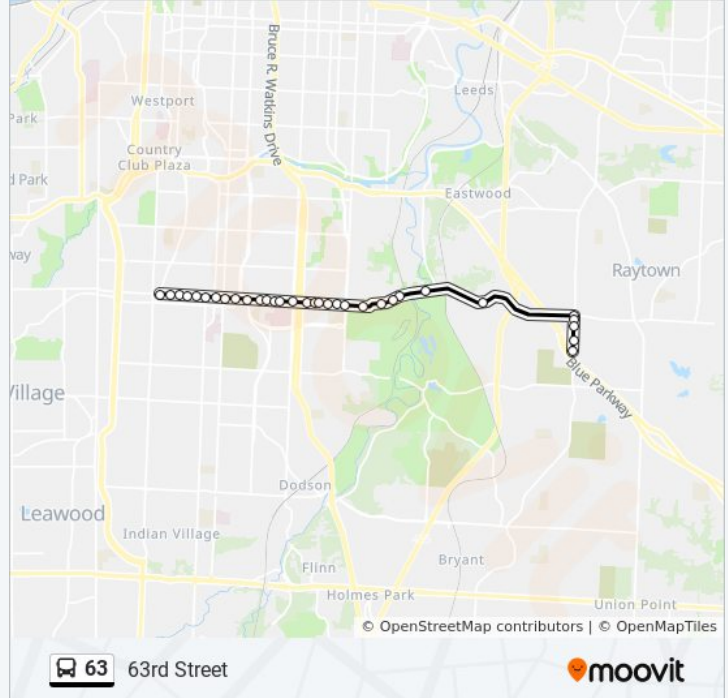 Bruce R. Watkins Drive
Westport
Leeds
Park
Country
Club Plaza
d Park
Eastwood
way
Raytown
Village
Blue Parkway
Dodson
Leawood
Indian Village
Flinn
Bryant
Holmes Park
Union Point
© OpenStreetMap contributors | © OpenMapTiles
63 63rd Street
moovit